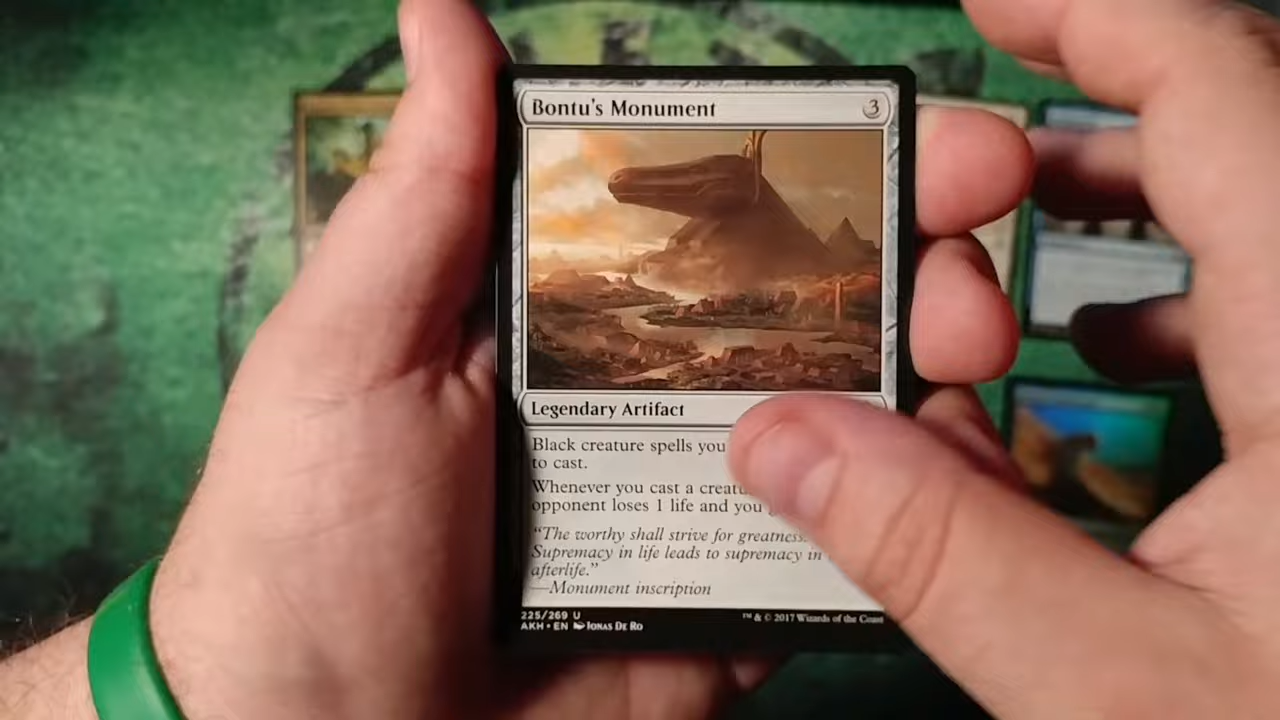 Bontu's Monument 3
Legendary Artifact
Black creature spells you
to cast.
Whenever you cast a
opponent loses 1 life and you
"The worthy shall strive for greatness.
Supremacy in life leads to supremacy in
afterlife."
—Monument inscription
225/269 U
AKH • EN Jonas De Ro
™ & © 2017 Wizards of the Coast